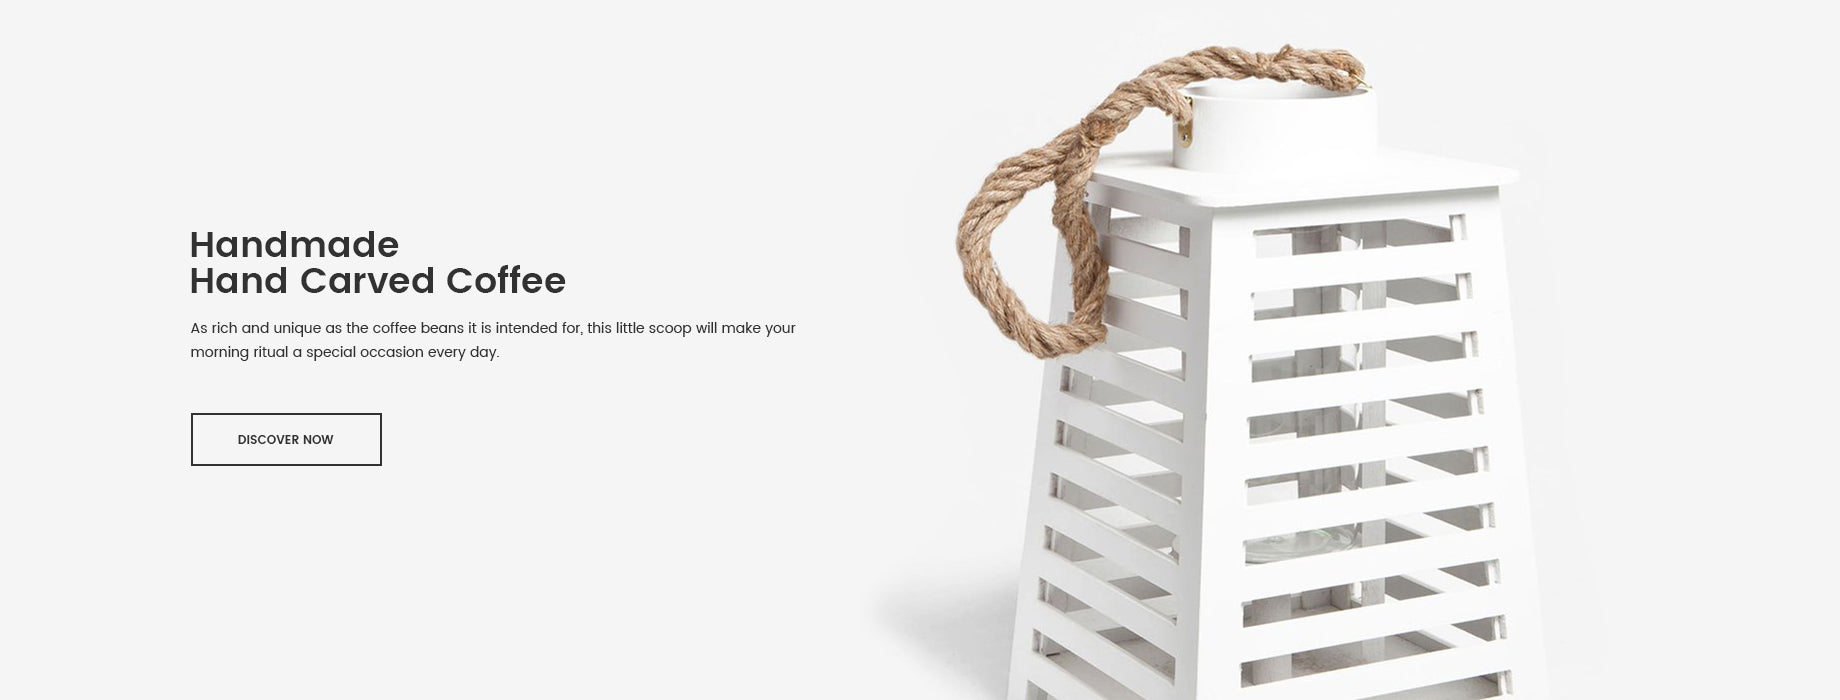 Handmade
Hand Carved Coffee
As rich and unique as the coffee beans it is intended for, this little scoop will make your
morning ritual a special occasion every day.
DISCOVER NOW